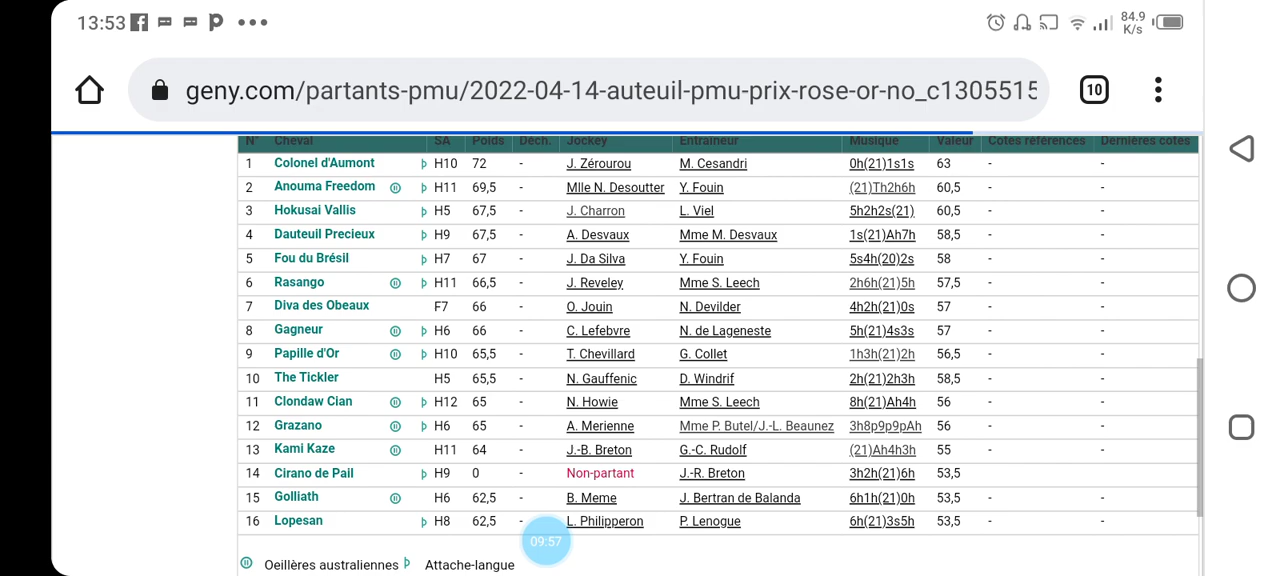 13:53 84.9 K/s
geny.com/partants-pmu/2022-04-14-auteuil-pmu-prix-rose-or-no_c1305515 10
N° Cheval SA Poids Déch. Jockey Entraîneur Musique Valeur Cotes références Dernières cotes
1 Colonel d'Aumont H10 72 - J. Zérourou M. Cesandri 0h(21)1s1s 63 - -
2 Anouma Freedom H11 69,5 - Mlle N. Desoutter Y. Fouin (21)Th2h6h 60,5 - -
3 Hokusai Vallis H5 67,5 - J. Charron L. Viel 5h2h2s(21) 60,5 - -
4 Dauteuil Precieux H9 67,5 - A. Desvaux Mme M. Desvaux 1s(21)Ah7h 58,5 - -
5 Fou du Brésil H7 67 - J. Da Silva Y. Fouin 5s4h(20)2s 58 - -
6 Rasango H11 66,5 - J. Reveley Mme S. Leech 2h6h(21)5h 57,5 - -
7 Diva des Obeaux F7 66 - O. Jouin N. Devilder 4h2h(21)0s 57 - -
8 Gagneur H6 66 - C. Lefebvre N. de Lageneste 5h(21)4s3s 57 - -
9 Papille d'Or H10 65,5 - T. Chevillard G. Collet 1h3h(21)2h 56,5 - -
10 The Tickler H5 65,5 - N. Gauffenic D. Windrif 2h(21)2h3h 58,5 - -
11 Clondaw Cian H12 65 - N. Howie Mme S. Leech 8h(21)Ah4h 56 - -
12 Grazano H6 65 - A. Merienne Mme P. Butel/J.-L. Beaunez 3h8p9p9pAh 56 - -
13 Kami Kaze H11 64 - J.-B. Breton G.-C. Rudolf (21)Ah4h3h 55 - -
14 Cirano de Pail H9 0 Non-partant J.-R. Breton 3h2h(21)6h 53,5 - -
15 Golliath H6 62,5 - B. Meme J. Bertran de Balanda 6h1h(21)0h 53,5 - -
16 Lopesan H8 62,5 - L. Philipperon P. Lenogue 6h(21)3s5h 53,5 - -
09:57
Oeillères australiennes Attache-langue